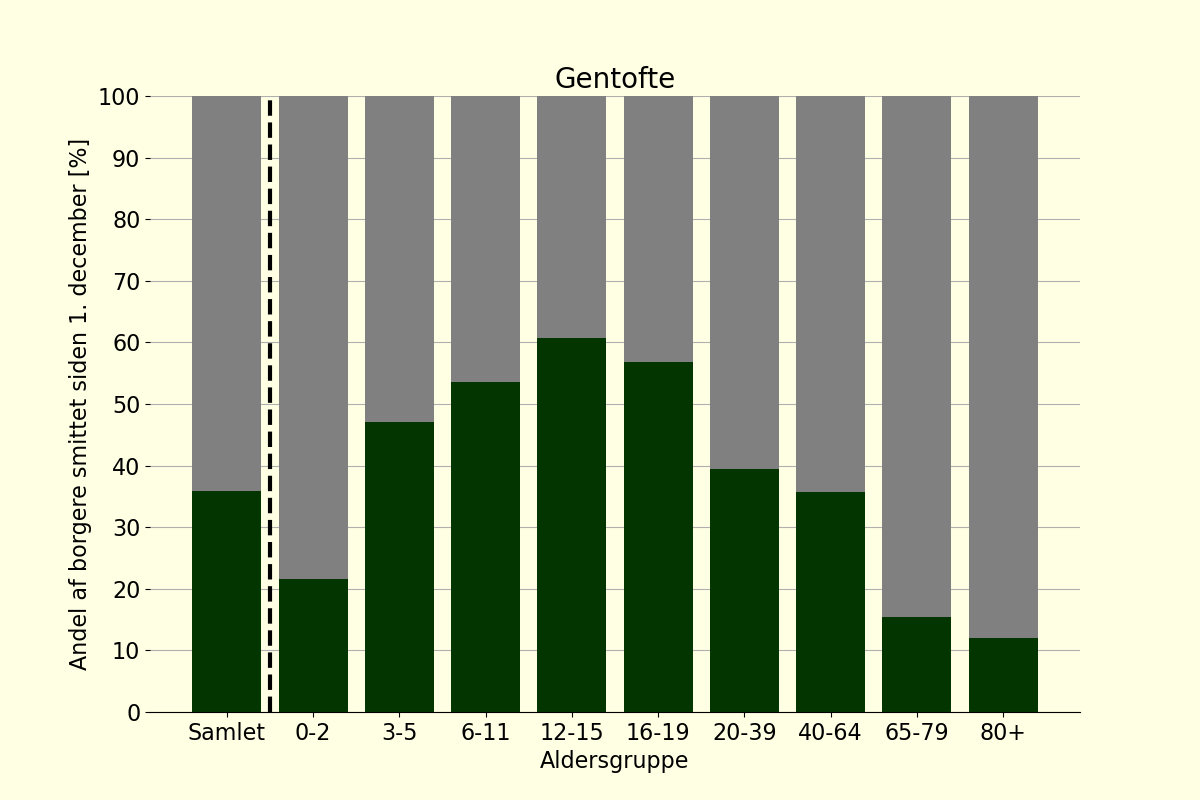 Gentofte
Andel af borgere smittet siden 1. december [%]
100
90
80
70
60
50
40
30
20
10
0
Samlet 0-2 3-5 6-11 12-15 16-19 20-39 40-64 65-79 80+
Aldersgruppe